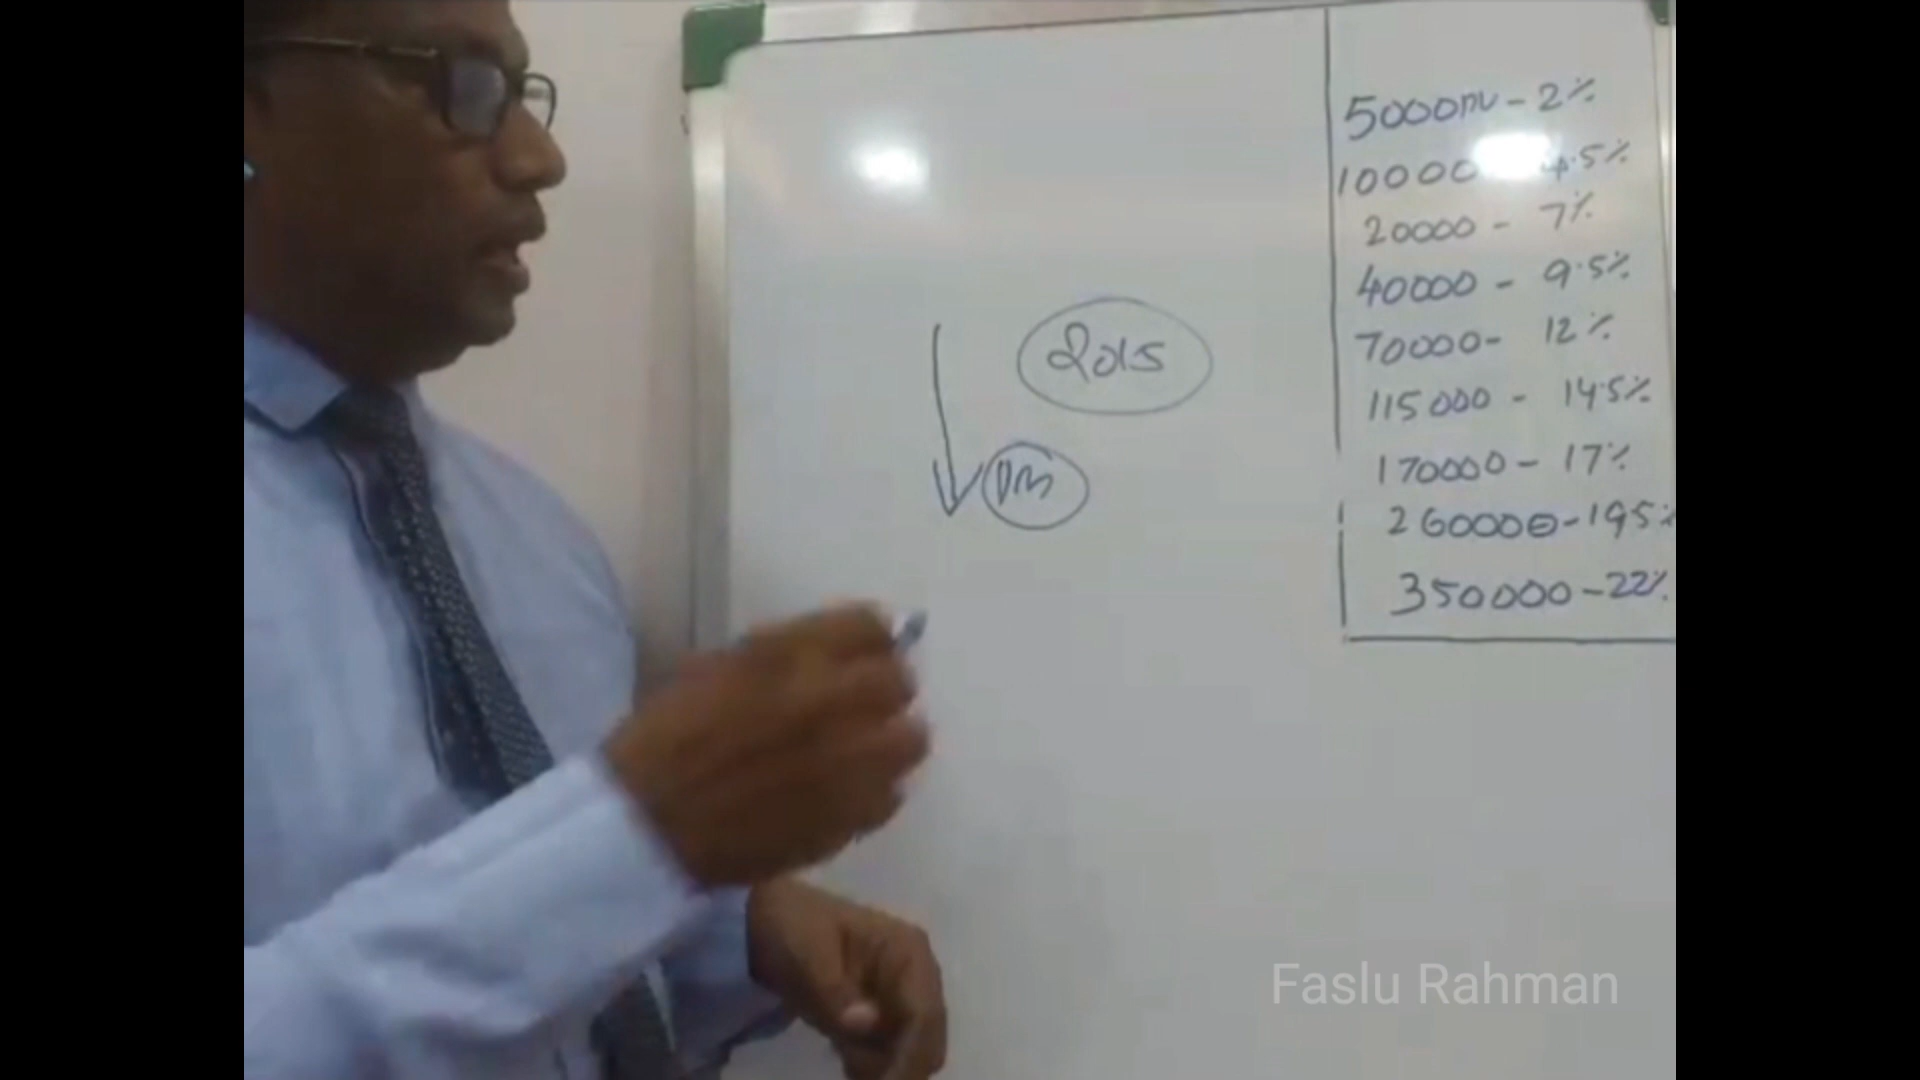 2015
5000PV - 2%
10000 4.5%
20000 - 7%
40000 - 9.5%
70000 - 12%
115000 - 14.5%
170000 - 17%
260000 - 19.5%
350000 - 22%
Faslu Rahman